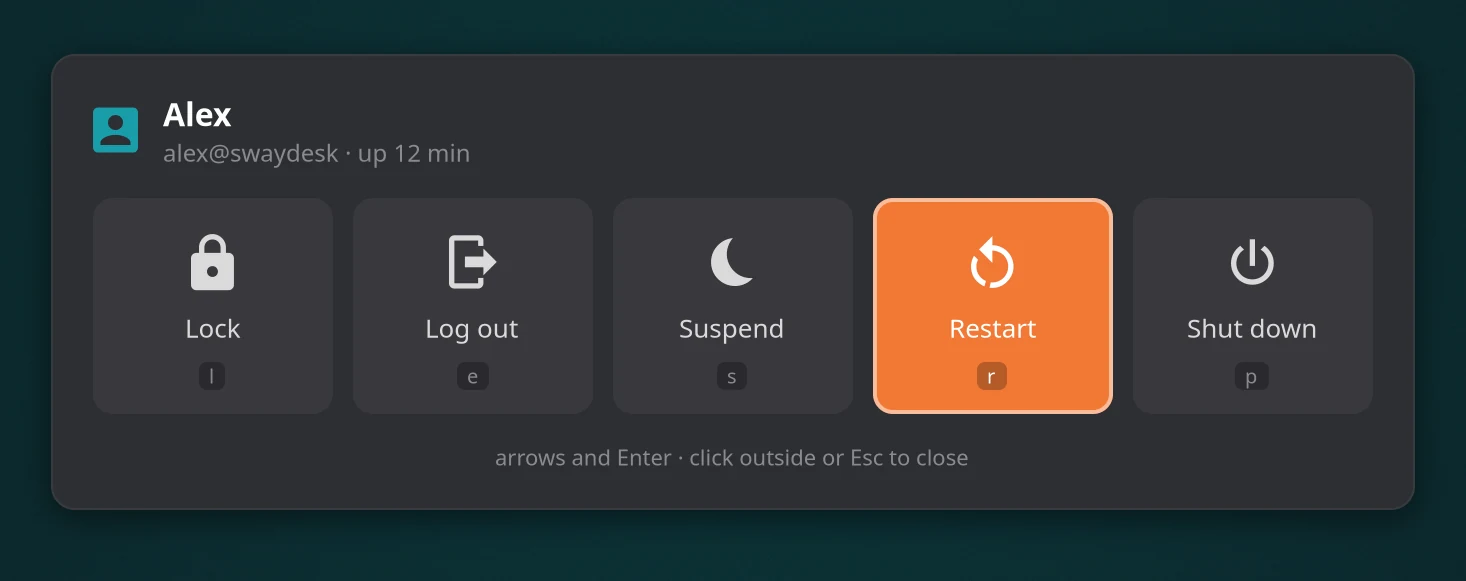 Alex
alex@swaydesk · up 12 min
Lock
l
Log out
e
Suspend
s
Restart
r
Shut down
p
arrows and Enter · click outside or Esc to close